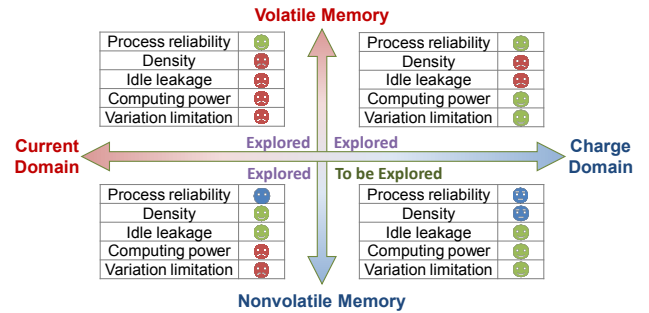 Volatile Memory
Process reliability
Density
Idle leakage
Computing power
Variation limitation
Process reliability
Density
Idle leakage
Computing power
Variation limitation
Current
Domain
Explored
Explored
Charge
Domain
Explored
To be Explored
Process reliability
Density
Idle leakage
Computing power
Variation limitation
Process reliability
Density
Idle leakage
Computing power
Variation limitation
Nonvolatile Memory